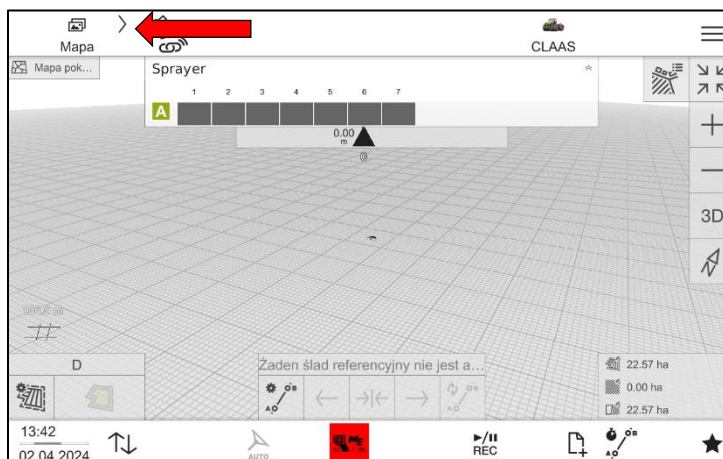 Mapa
CLAAS
Mapa pok...
Sprayer
1 2 3 4 5 6 7
A
0.00
m
3D
D
Żaden ślad referencyjny nie jest a...
22.57 ha
0.00 ha
22.57 ha
13:42
02.04.2024
AUTO
REC